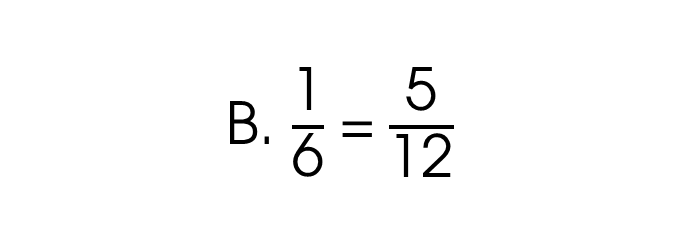 B. 1/6 = 5/12